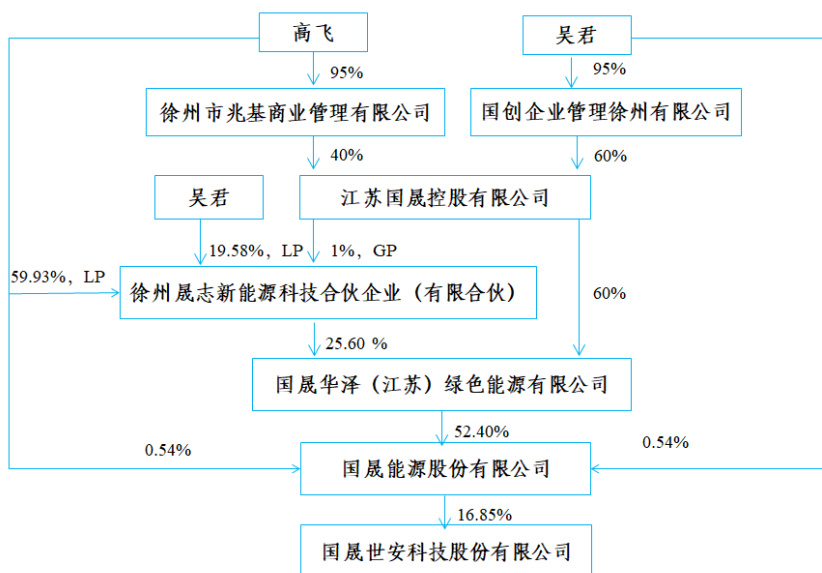 高飞
吴君
95%
95%
徐州市兆基商业管理有限公司
国创企业管理徐州有限公司
40%
60%
吴君
江苏国晟控股有限公司
19.58%，LP
1%，GP
59.93%，LP
徐州晟志新能源科技合伙企业（有限合伙）
60%
25.60 %
国晟华泽（江苏）绿色能源有限公司
52.40%
0.54%
0.54%
国晟能源股份有限公司
16.85%
国晟世安科技股份有限公司